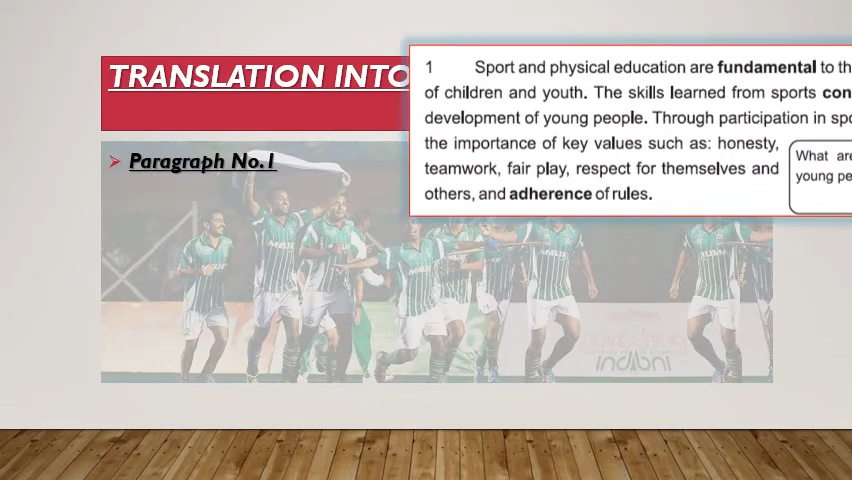 TRANSLATION INTO
Paragraph No.1
1 Sport and physical education are fundamental to th
of children and youth. The skills learned from sports con
development of young people. Through participation in spo
the importance of key values such as: honesty,
teamwork, fair play, respect for themselves and
others, and adherence of rules.
What are
young pe
indibni